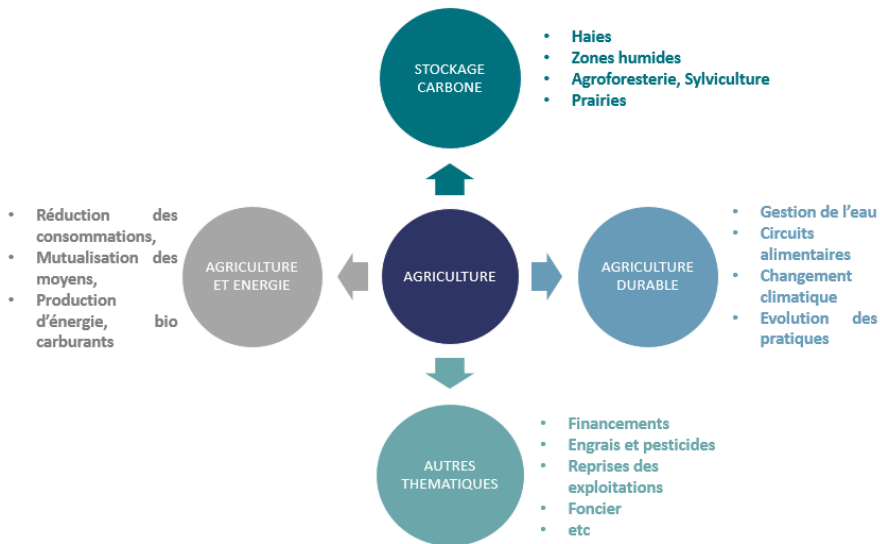 STOCKAGE
CARBONE
• Haies
• Zones humides
• Agroforesterie, Sylviculture
• Prairies
• Réduction des
consommations,
• Mutualisation des
moyens,
• Production
d’énergie, bio
carburants
AGRICULTURE
ET ENERGIE
AGRICULTURE
AGRICULTURE
DURABLE
• Gestion de l’eau
• Circuits
alimentaires
• Changement
climatique
• Evolution des
pratiques
AUTRES
THEMATIQUES
• Financements
• Engrais et pesticides
• Reprises des
exploitations
• Foncier
• etc